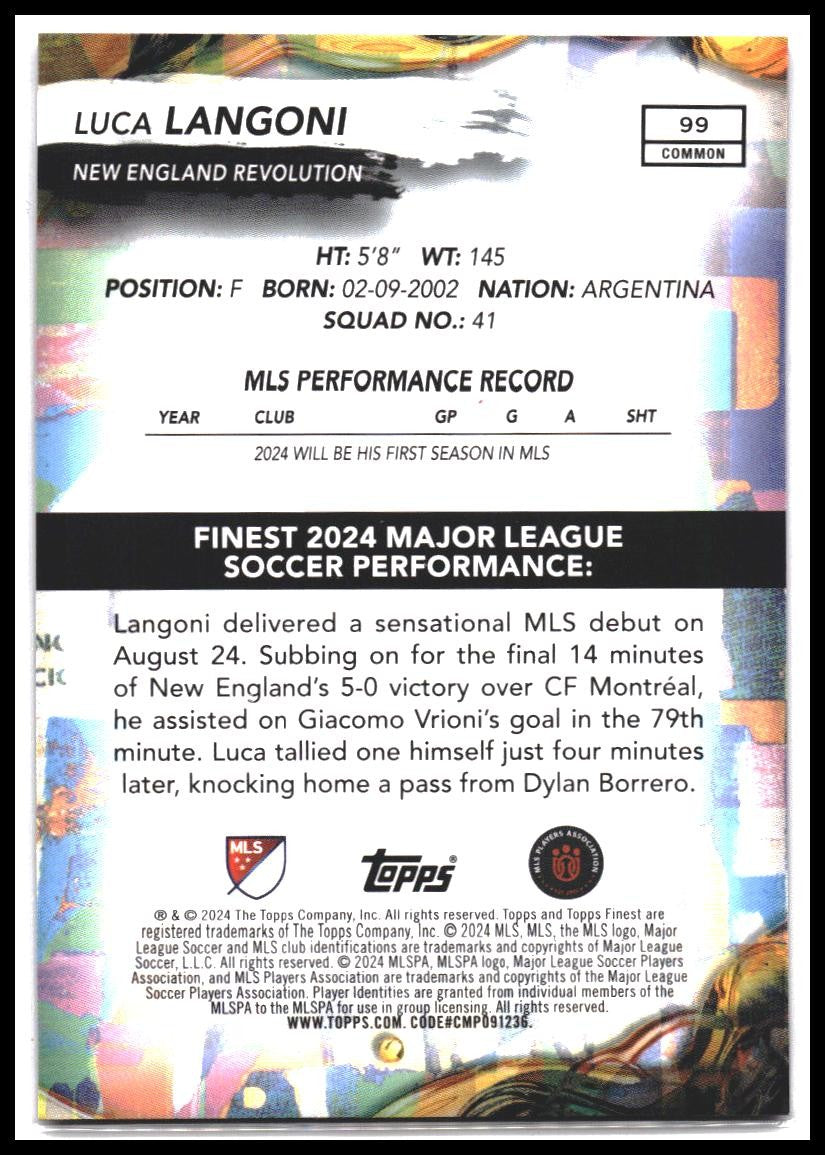 LUCA LANGONI
99
COMMON
NEW ENGLAND REVOLUTION
HT: 5'8" WT: 145
POSITION: F BORN: 02-09-2002 NATION: ARGENTINA
SQUAD NO.: 41
MLS PERFORMANCE RECORD
YEAR CLUB GP G A SHT
2024 WILL BE HIS FIRST SEASON IN MLS
FINEST 2024 MAJOR LEAGUE
SOCCER PERFORMANCE:
Langoni delivered a sensational MLS debut on
August 24. Subbing on for the final 14 minutes
of New England's 5-0 victory over CF Montréal,
he assisted on Giacomo Vrioni's goal in the 79th
minute. Luca tallied one himself just four minutes
later, knocking home a pass from Dylan Borrero.
MLS
Topps®
MLS PLAYERS ASSOCIATION
® & © 2024 The Topps Company, Inc. All rights reserved. Topps and Topps Finest are
registered trademarks of The Topps Company, Inc. © 2024 MLS, MLS, the MLS logo, Major
League Soccer and MLS club identifications are trademarks and copyrights of Major League
Soccer, L.L.C. All rights reserved. © 2024 MLSPA, MLSPA logo, Major League Soccer Players
Association, and MLS Players Association are trademarks and copyrights of the Major League
Soccer Players Association. Player Identities are granted from individual members of the
MLSPA to the MLSPA for use in group licensing. All rights reserved.
WWW.TOPPS.COM. CODE#CMP091236.